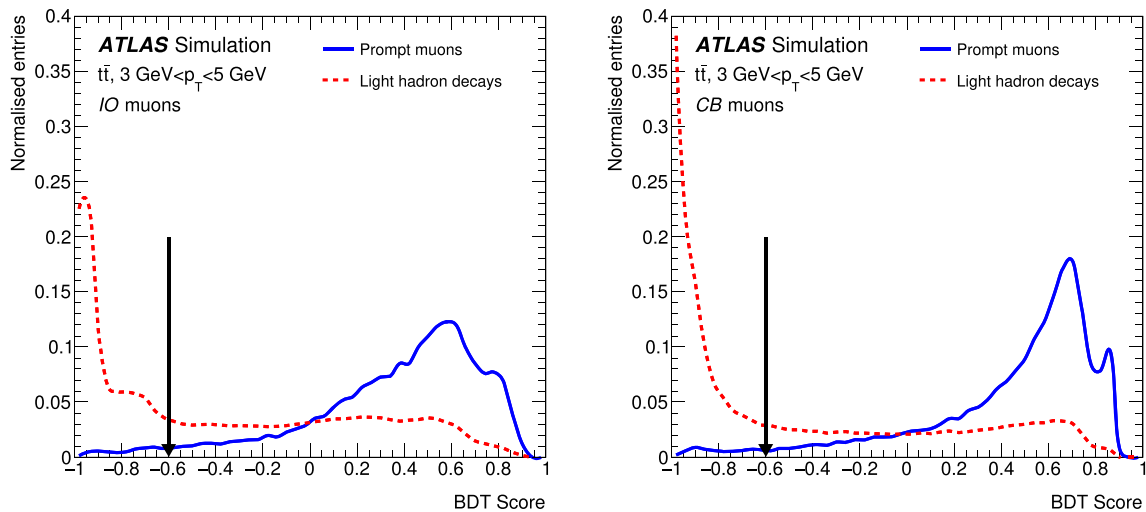 ATLAS Simulation
tt̄, 3 GeV<p_T<5 GeV
IO muons
Prompt muons
Light hadron decays
Normalised entries
0.4
0.35
0.3
0.25
0.2
0.15
0.1
0.05
0
−1 −0.8 −0.6 −0.4 −0.2 0 0.2 0.4 0.6 0.8 1
BDT Score
ATLAS Simulation
tt̄, 3 GeV<p_T<5 GeV
CB muons
Prompt muons
Light hadron decays
Normalised entries
0.4
0.35
0.3
0.25
0.2
0.15
0.1
0.05
0
−1 −0.8 −0.6 −0.4 −0.2 0 0.2 0.4 0.6 0.8 1
BDT Score